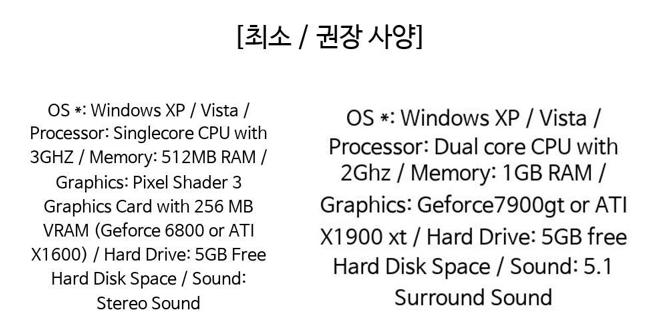 [최소 / 권장 사양]
OS *: Windows XP / Vista /
Processor: Singlecore CPU with
3GHZ / Memory: 512MB RAM /
Graphics: Pixel Shader 3
Graphics Card with 256 MB
VRAM (Geforce 6800 or ATI
X1600) / Hard Drive: 5GB Free
Hard Disk Space / Sound:
Stereo Sound
OS *: Windows XP / Vista /
Processor: Dual core CPU with
2Ghz / Memory: 1GB RAM /
Graphics: Geforce7900gt or ATI
X1900 xt / Hard Drive: 5GB free
Hard Disk Space / Sound: 5.1
Surround Sound